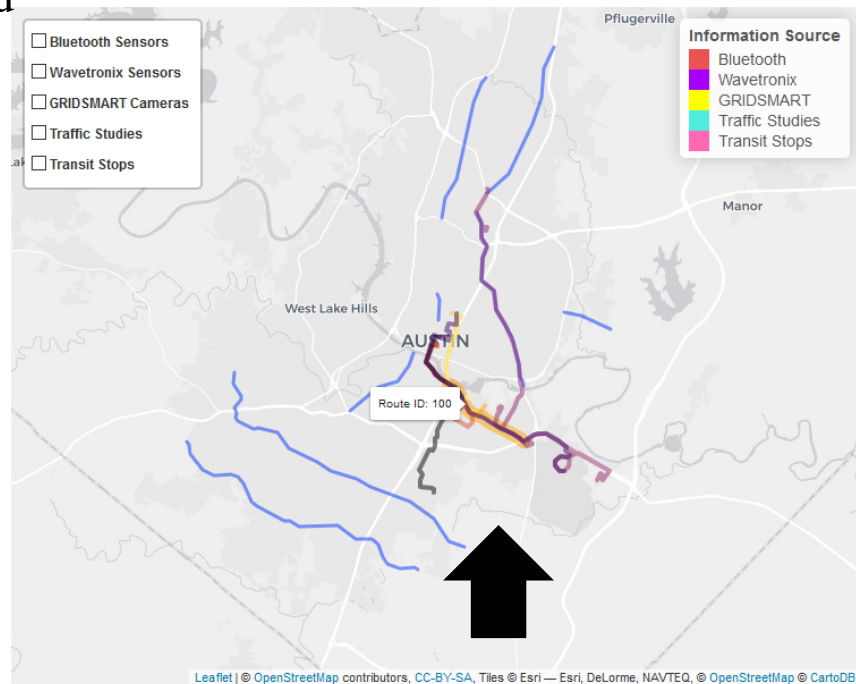 Pflugerville
Bluetooth Sensors
Wavetronix Sensors
GRIDSMART Cameras
Traffic Studies
Transit Stops
Information Source
Bluetooth
Wavetronix
GRIDSMART
Traffic Studies
Transit Stops
Manor
West Lake Hills
AUSTIN
Route ID: 100
Leaflet | © OpenStreetMap contributors, CC-BY-SA, Tiles © Esri — Esri, DeLorme, NAVTEQ, © OpenStreetMap © CartoDB